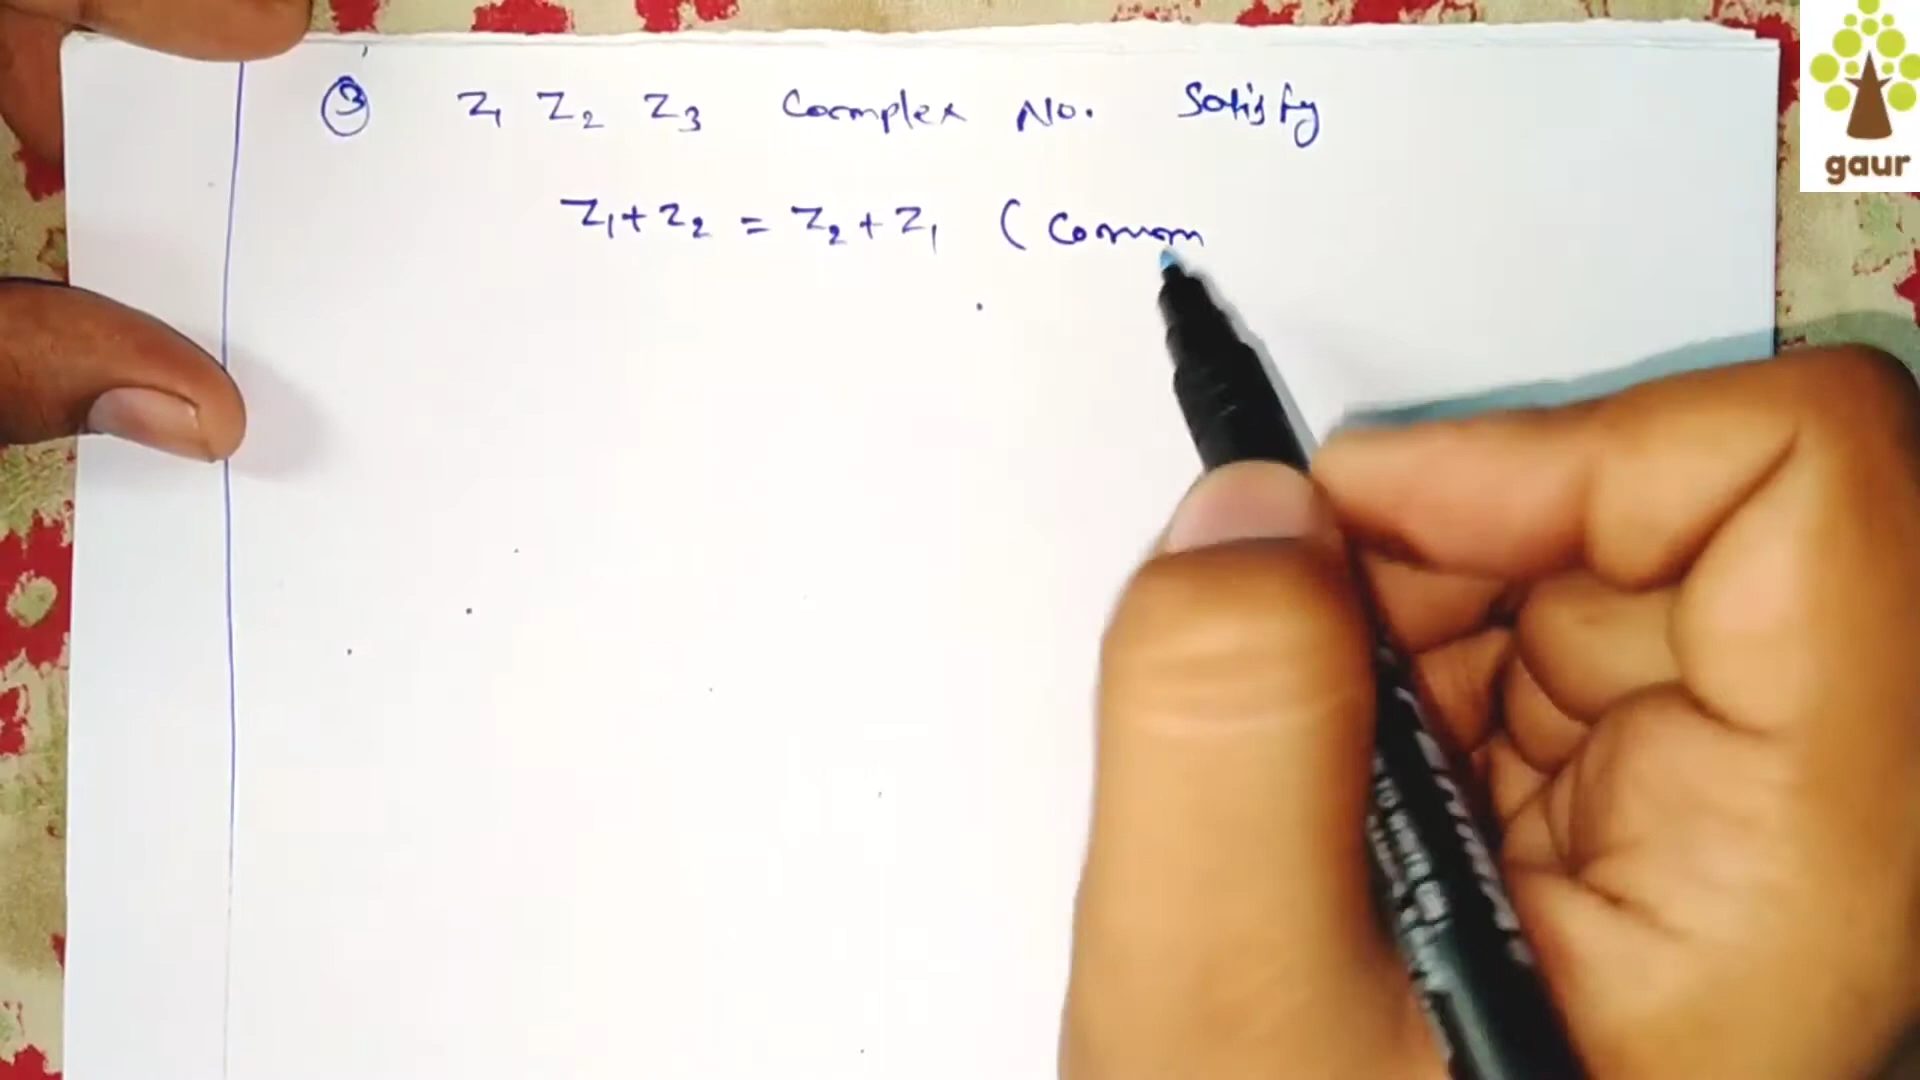 ③ Z₁ Z₂ Z₃ Complex No. Satisfy
Z₁ + Z₂ = Z₂ + Z₁ (Comm
gaur